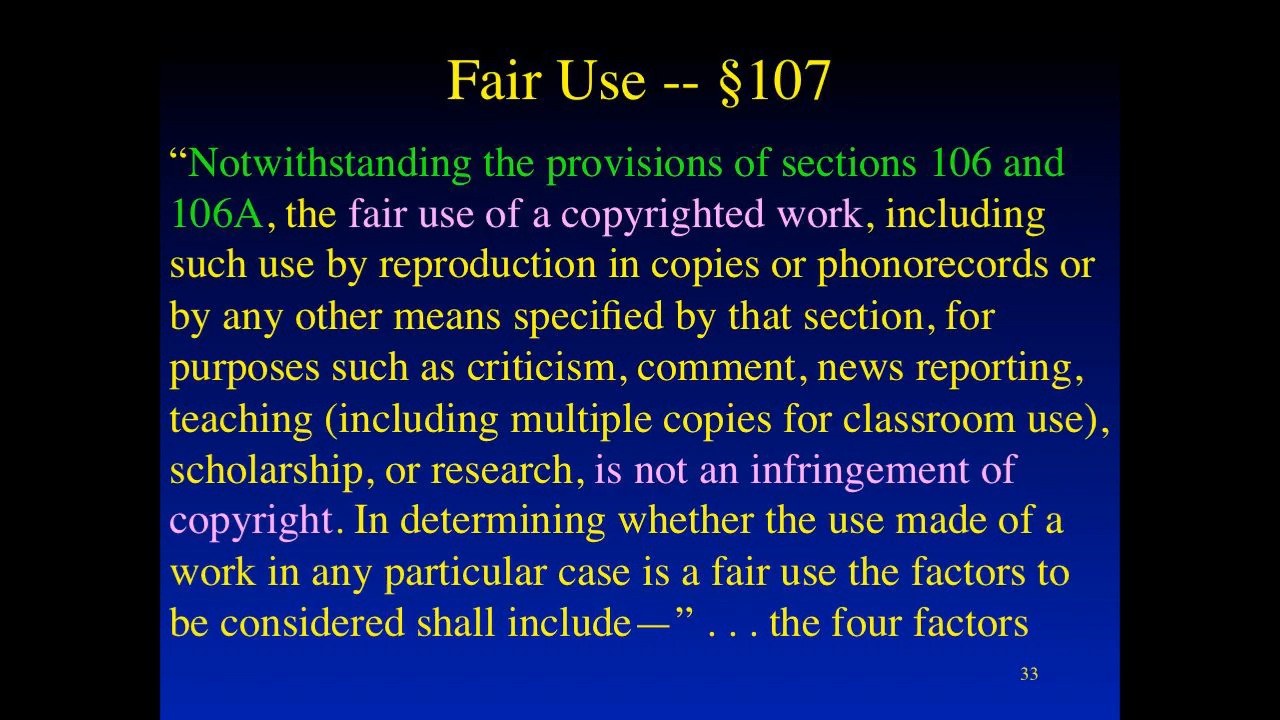 Fair Use -- §107
“Notwithstanding the provisions of sections 106 and
106A, the fair use of a copyrighted work, including
such use by reproduction in copies or phonorecords or
by any other means specified by that section, for
purposes such as criticism, comment, news reporting,
teaching (including multiple copies for classroom use),
scholarship, or research, is not an infringement of
copyright. In determining whether the use made of a
work in any particular case is a fair use the factors to
be considered shall include—” . . . the four factors
33